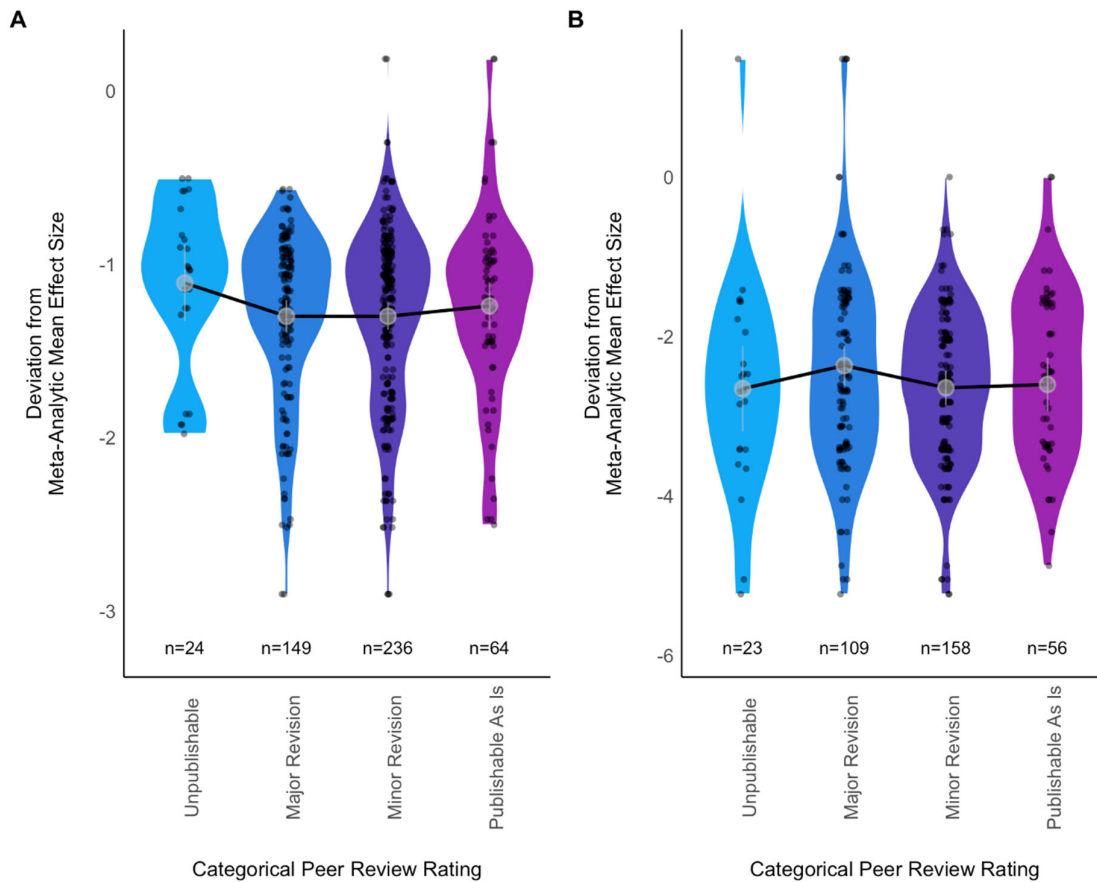 A
Deviation from
Meta-Analytic Mean Effect Size
0
-1
-2
-3
n=24 n=149 n=236 n=64
Unpublishable
Major Revision
Minor Revision
Publishable As Is
Categorical Peer Review Rating
B
Deviation from
Meta-Analytic Mean Effect Size
0
-2
-4
-6
n=23 n=109 n=158 n=56
Unpublishable
Major Revision
Minor Revision
Publishable As Is
Categorical Peer Review Rating